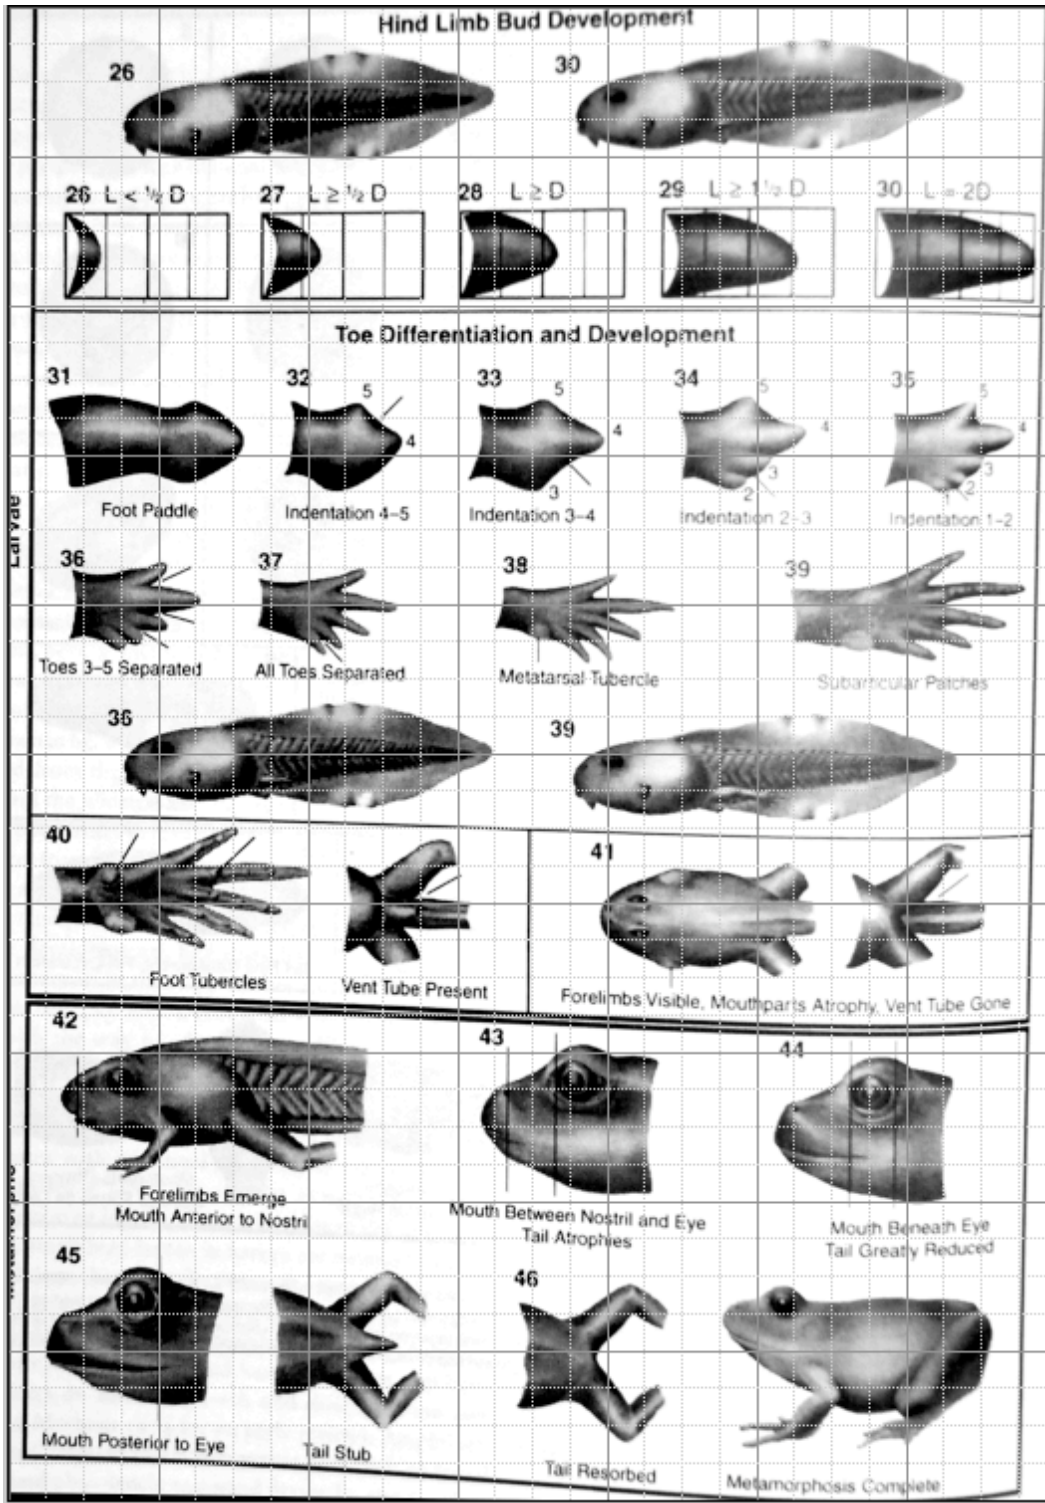 Hind Limb Bud Development
26
30
26 L < ½ D
27 L ≥ ½ D
28 L ≥ D
29 L ≥ 1½ D
30 L = 2D
Toe Differentiation and Development
31
32
5
4
33
5
4
3
34
5
4
3
2
35
5
4
3
2
1
Foot Paddle
Indentation 4–5
Indentation 3–4
Indentation 2–3
Indentation 1–2
Larvae
36
37
38
39
Toes 3–5 Separated
All Toes Separated
Metatarsal Tubercle
Subarticular Patches
38
39
40
41
Foot Tubercles
Vent Tube Present
Forelimbs Visible, Mouthparts Atrophy, Vent Tube Gone
42
43
44
Forelimbs Emerge
Mouth Anterior to Nostril
Mouth Between Nostril and Eye
Tail Atrophies
Mouth Beneath Eye
Tail Greatly Reduced
45
46
Mouth Posterior to Eye
Tail Stub
Tail Resorbed
Metamorphosis Complete